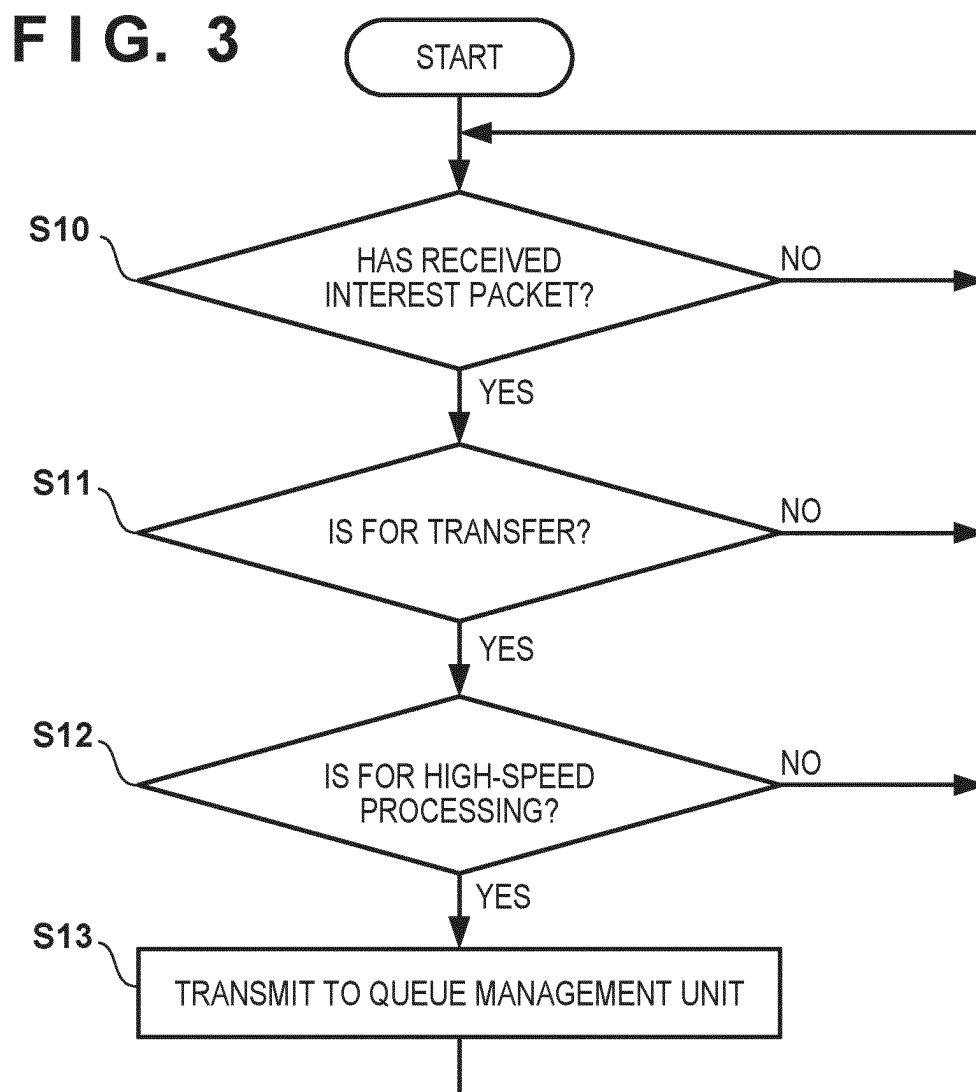 FIG. 3
START
S10
HAS RECEIVED
INTEREST PACKET?
NO
YES
S11
IS FOR TRANSFER?
NO
YES
S12
IS FOR HIGH-SPEED
PROCESSING?
NO
YES
S13
TRANSMIT TO QUEUE MANAGEMENT UNIT